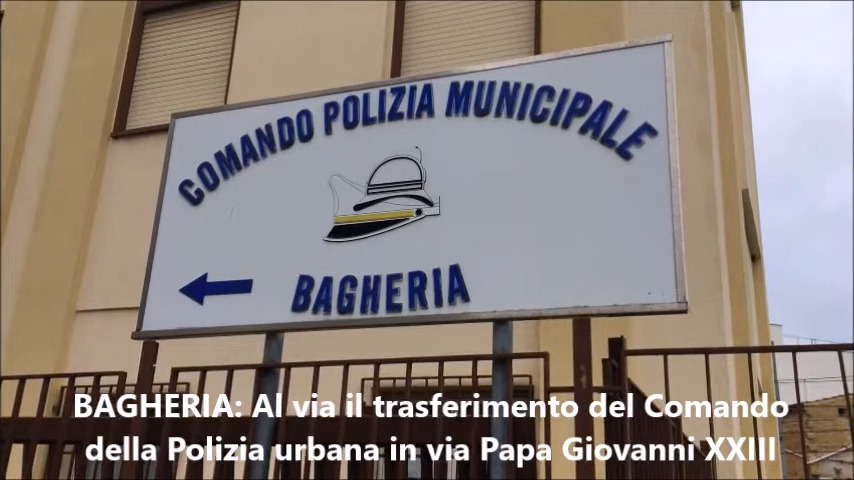 COMANDO POLIZIA MUNICIPALE
BAGHERIA
BAGHERIA: Al via il trasferimento del Comando
della Polizia urbana in via Papa Giovanni XXIII